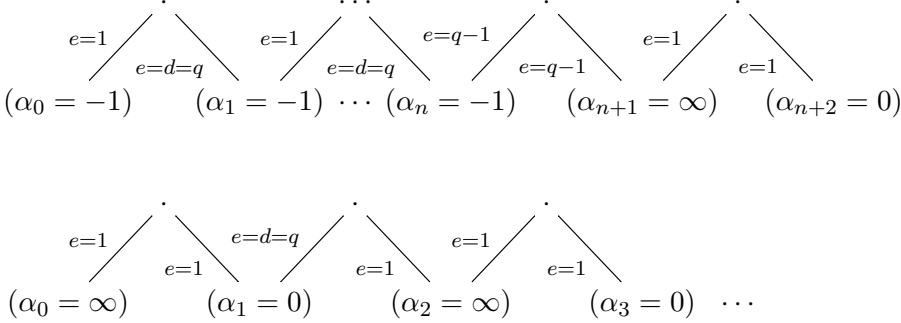 · ··· · ·
e=1 e=d=q e=1 e=d=q e=q−1 e=q−1 e=1 e=1
(α₀ = −1) (α₁ = −1) ··· (αₙ = −1) (αₙ₊₁ = ∞) (αₙ₊₂ = 0)
· · ·
e=1 e=1 e=d=q e=1 e=1 e=1
(α₀ = ∞) (α₁ = 0) (α₂ = ∞) (α₃ = 0) ···